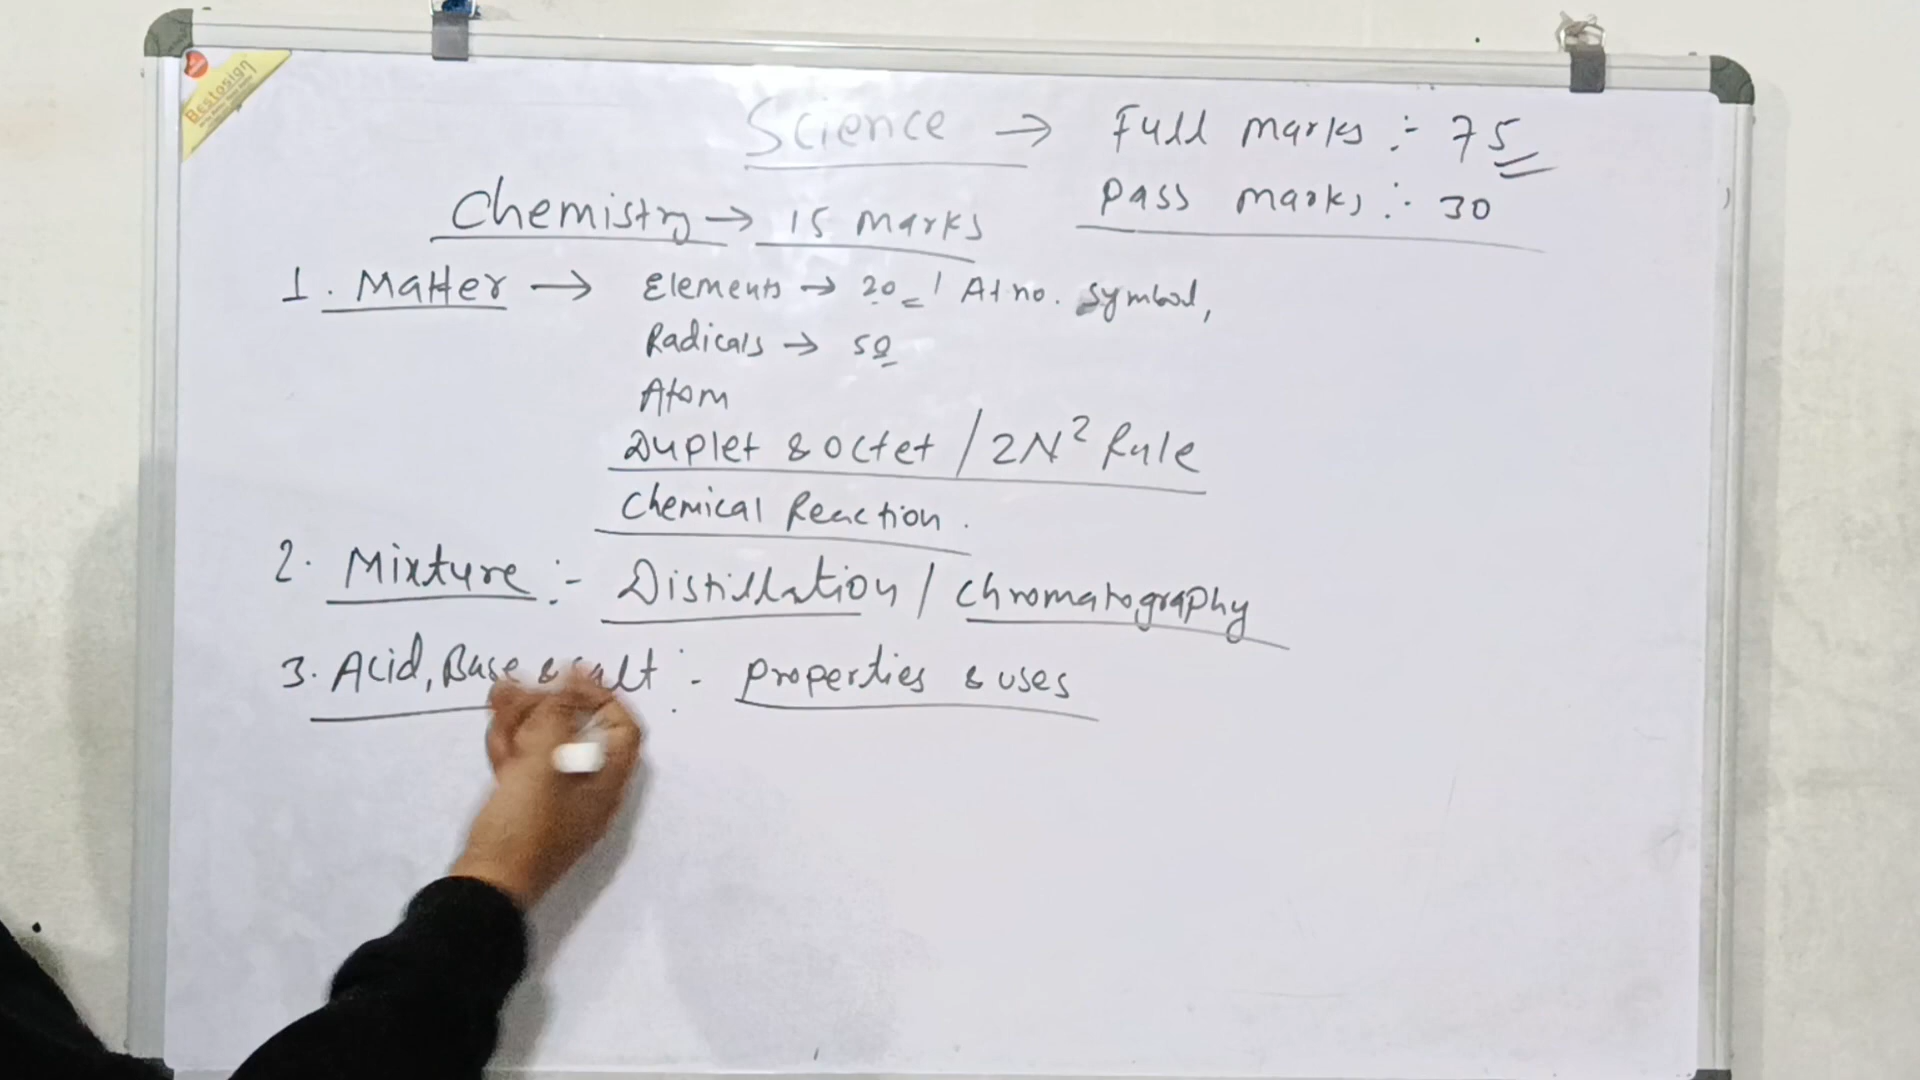 Bestosign
Science → Full marks :- 75
Pass marks :- 30
Chemistry → 15 marks
1. Matter → Elements → 20, At no. symbol,
Radicals → 50
Atom
Duplet & Octet / 2N² Rule
Chemical Reaction.
2. Mixture :- Distillation / Chromatography
3. Acid, Base & Salt :- Properties & uses